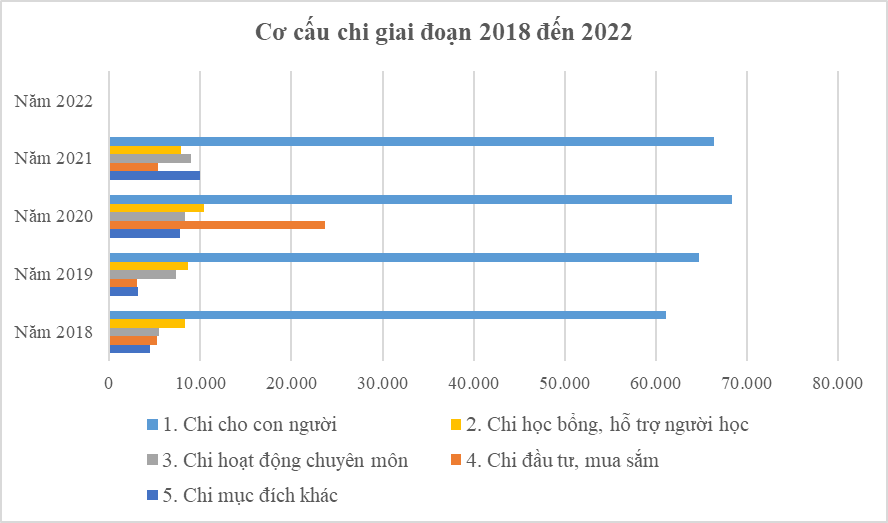 Cơ cấu chi giai đoạn 2018 đến 2022
Năm 2022
Năm 2021
Năm 2020
Năm 2019
Năm 2018
0 10.000 20.000 30.000 40.000 50.000 60.000 70.000 80.000
1. Chi cho con người 2. Chi học bổng, hỗ trợ người học
3. Chi hoạt động chuyên môn 4. Chi đầu tư, mua sắm
5. Chi mục đích khác